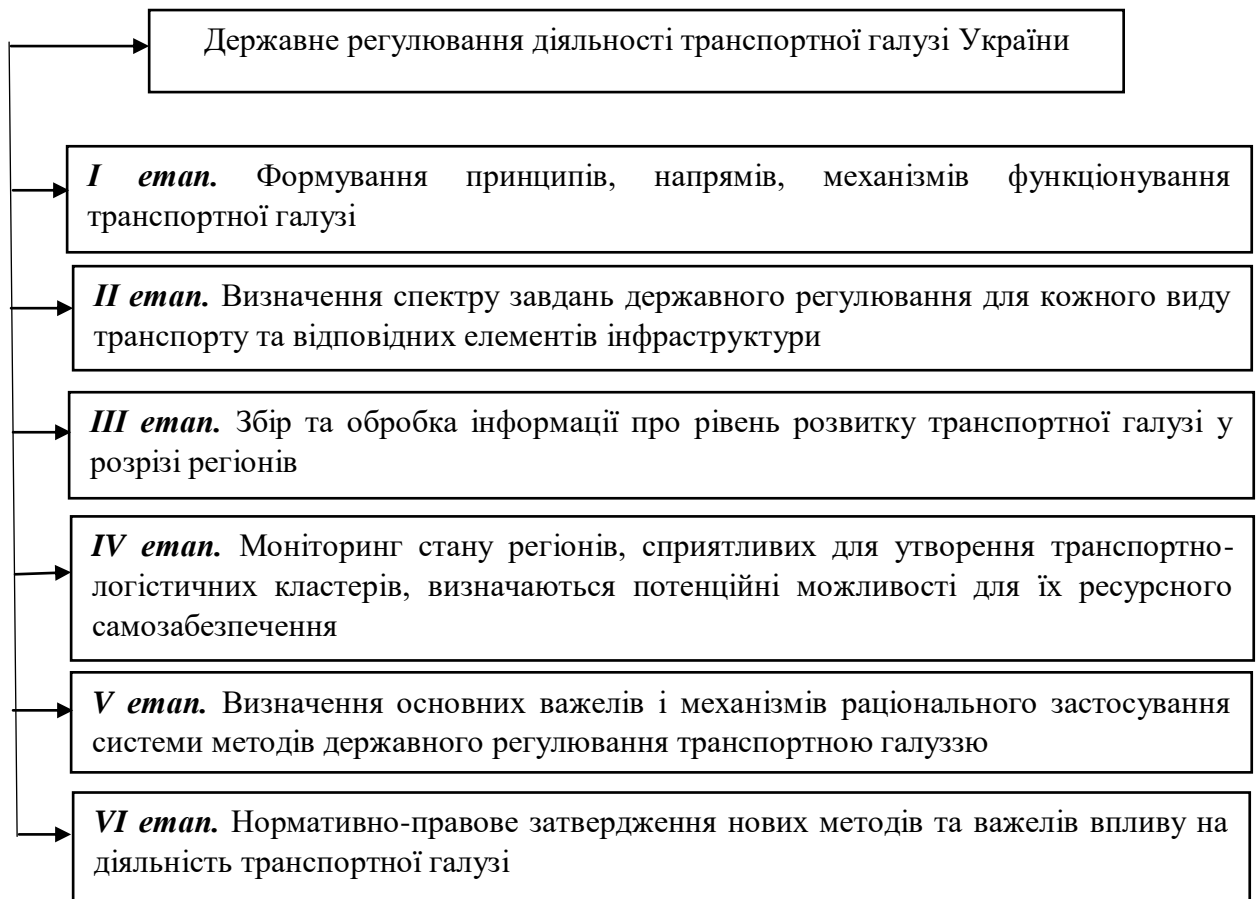 Державне регулювання діяльності транспортної галузі України
I етап. Формування принципів, напрямів, механізмів функціонування
транспортної галузі
II етап. Визначення спектру завдань державного регулювання для кожного виду
транспорту та відповідних елементів інфраструктури
III етап. Збір та обробка інформації про рівень розвитку транспортної галузі у
розрізі регіонів
IV етап. Моніторинг стану регіонів, сприятливих для утворення транспортно-
логістичних кластерів, визначаються потенційні можливості для їх ресурсного
самозабезпечення
V етап. Визначення основних важелів і механізмів раціонального застосування
системи методів державного регулювання транспортною галуззю
VI етап. Нормативно-правове затвердження нових методів та важелів впливу на
діяльність транспортної галузі